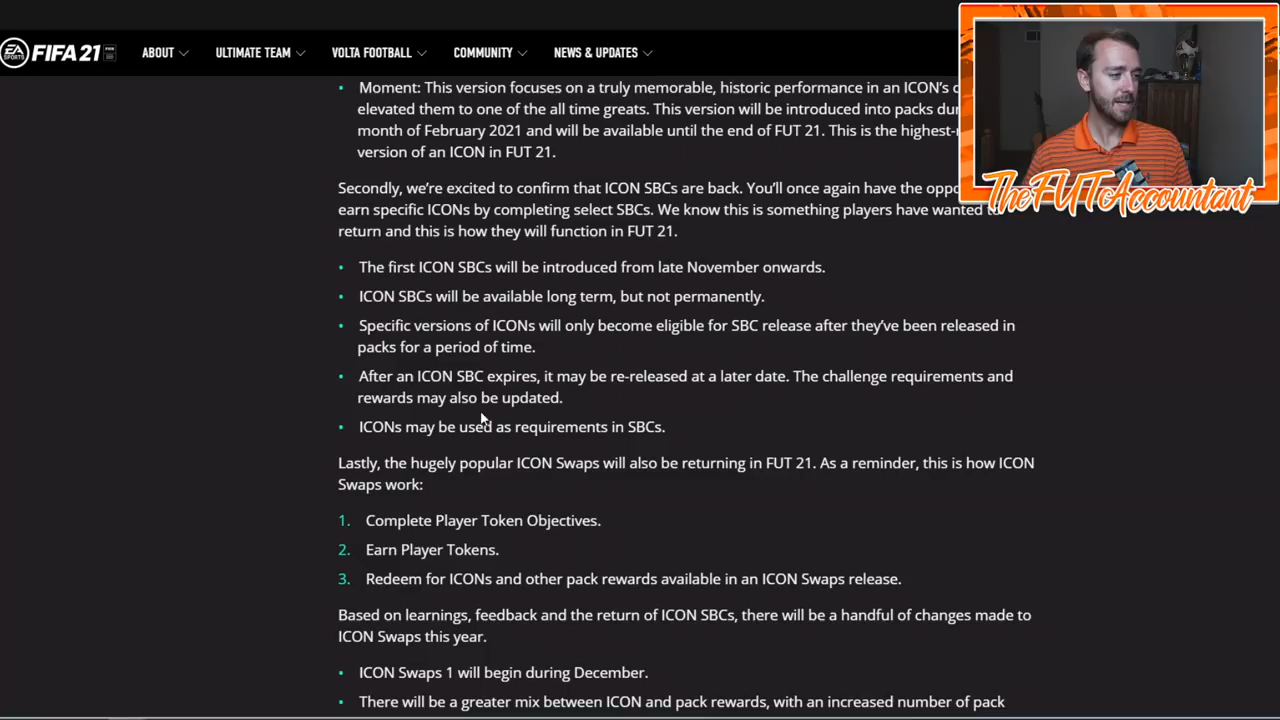 EA SPORTS FIFA 21 ABOUT ULTIMATE TEAM VOLTA FOOTBALL COMMUNITY NEWS & UPDATES
• Moment: This version focuses on a truly memorable, historic performance in an ICON's
elevated them to one of the all time greats. This version will be introduced into packs
month of February 2021 and will be available until the end of FUT 21. This is the
version of an ICON in FUT 21.
Secondly, we're excited to confirm that ICON SBCs are back. You'll once again have the
earn specific ICONs by completing select SBCs. We know this is something players have wanted to
return and this is how they will function in FUT 21.
• The first ICON SBCs will be introduced from late November onwards.
• ICON SBCs will be available long term, but not permanently.
• Specific versions of ICONs will only become eligible for SBC release after they've been released in
packs for a period of time.
• After an ICON SBC expires, it may be re-released at a later date. The challenge requirements and
rewards may also be updated.
• ICONs may be used as requirements in SBCs.
Lastly, the hugely popular ICON Swaps will also be returning in FUT 21. As a reminder, this is how ICON
Swaps work:
1. Complete Player Token Objectives.
2. Earn Player Tokens.
3. Redeem for ICONs and other pack rewards available in an ICON Swaps release.
Based on learnings, feedback and the return of ICON SBCs, there will be a handful of changes made to
ICON Swaps this year.
• ICON Swaps 1 will begin during December.
• There will be a greater mix between ICON and pack rewards, with an increased number of pack
TheFUTAccountant